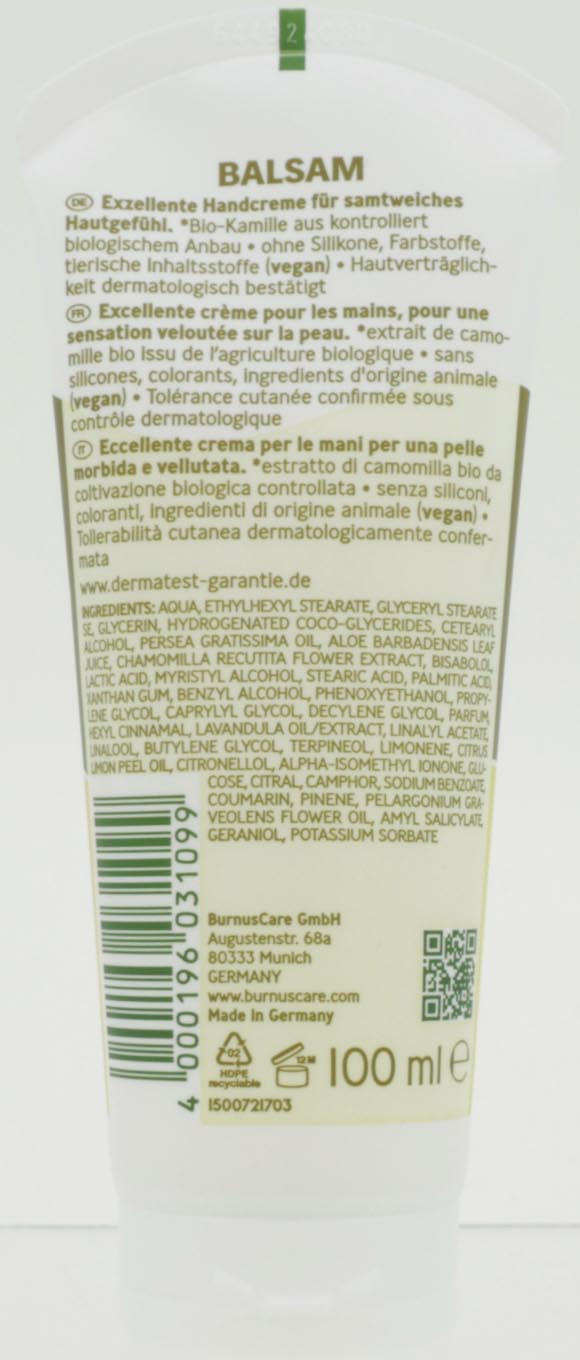 2
BALSAM
DE Exzellente Handcreme für samtweiches
Hautgefühl. *Bio-Kamille aus kontrolliert
biologischem Anbau • ohne Silikone, Farbstoffe,
tierische Inhaltsstoffe (vegan) • Hautverträglich-
keit dermatologisch bestätigt
FR Excellente crème pour les mains, pour une
sensation veloutée sur la peau. *extrait de camo-
mille bio issu de l'agriculture biologique • sans
silicones, colorants, ingredients d'origine animale
(vegan) • Tolérance cutanée confirmée sous
contrôle dermatologique
IT Eccellente crema per le mani per una pelle
morbida e vellutata. *estratto di camomilla bio da
coltivazione biologica controllata • senza siliconi,
coloranti, ingredienti di origine animale (vegan) •
Tollerabilità cutanea dermatologicamente confer-
mata
www.dermatest-garantie.de
INGREDIENTS: AQUA, ETHYLHEXYL STEARATE, GLYCERYL STEARATE
SE, GLYCERIN, HYDROGENATED COCO-GLYCERIDES, CETEARYL
ALCOHOL, PERSEA GRATISSIMA OIL, ALOE BARBADENSIS LEAF
JUICE, CHAMOMILLA RECUTITA FLOWER EXTRACT, BISABOLOL,
LACTIC ACID, MYRISTYL ALCOHOL, STEARIC ACID, PALMITIC ACID,
XANTHAN GUM, BENZYL ALCOHOL, PHENOXYETHANOL, PROPY-
LENE GLYCOL, CAPRYLYL GLYCOL, DECYLENE GLYCOL, PARFUM,
HEXYL CINNAMAL, LAVANDULA OIL/EXTRACT, LINALYL ACETATE,
LINALOOL, BUTYLENE GLYCOL, TERPINEOL, LIMONENE, CITRUS
LIMON PEEL OIL, CITRONELLOL, ALPHA-ISOMETHYL IONONE, GLU-
COSE, CITRAL, CAMPHOR, SODIUM BENZOATE,
COUMARIN, PINENE, PELARGONIUM GRA-
VEOLENS FLOWER OIL, AMYL SALICYLATE,
GERANIOL, POTASSIUM SORBATE
4 000196 031099
BurnusCare GmbH
Augustenstr. 68a
80333 Munich
GERMANY
www.burnuscare.com
Made in Germany
02
HDPE
recyclable
12 M
100 ml e
1500721703